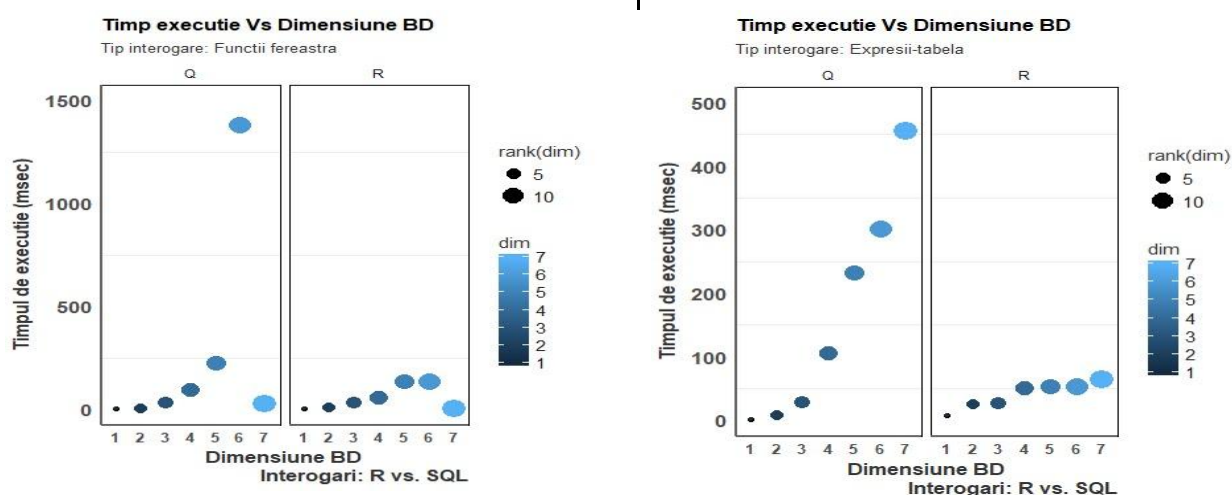 Timp executie Vs Dimensiune BD
Tip interogare: Functii fereastra
Q
R
Timpul de executie (msec)
1500
1000
500
0
1 2 3 4 5 6 7
1 2 3 4 5 6 7
Dimensiune BD
Interogari: R vs. SQL
rank(dim)
5
10
dim
7
6
5
4
3
2
1
Timp executie Vs Dimensiune BD
Tip interogare: Expresii-tabela
Q
R
Timpul de executie (msec)
500
400
300
200
100
0
1 2 3 4 5 6 7
1 2 3 4 5 6 7
Dimensiune BD
Interogari: R vs. SQL
rank(dim)
5
10
dim
7
6
5
4
3
2
1